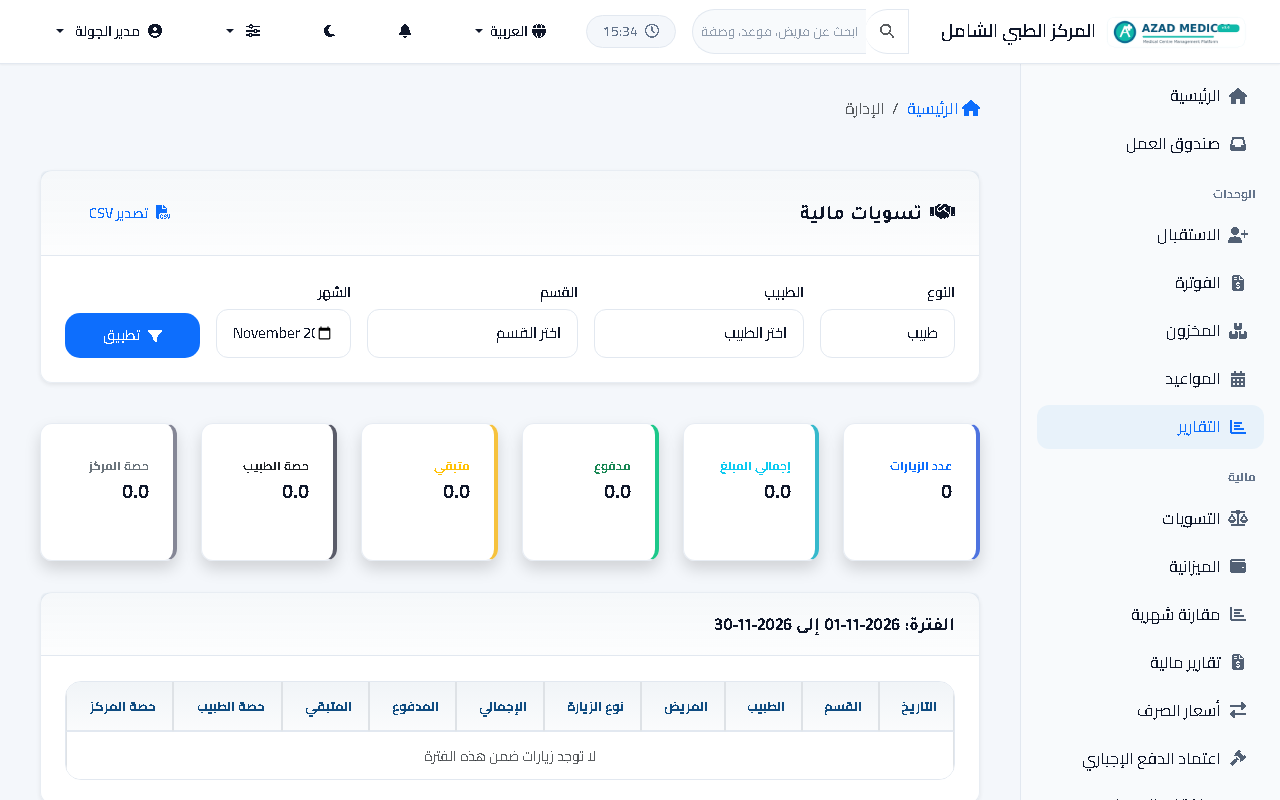 AZAD MEDIC
Medical Center Management Platform
المركز الطبي الشامل
ابحث عن مريض، موعد، وصفة
15:34
العربية
مدير الجولة
الرئيسية
صندوق العمل
الوحدات
الاستقبال
الفوترة
المخزون
المواعيد
التقارير
مالية
التسويات
الميزانية
مقارنة شهرية
تقارير مالية
أسعار الصرف
اعتماد الدفع الإجباري
الرئيسية / الإدارة
تسويات مالية
تصدير CSV
النوع
الطبيب
القسم
الشهر
طبيب
اختر الطبيب
اختر القسم
November 20
تطبيق
عدد الزيارات
0
إجمالي المبلغ
0.0
مدفوع
0.0
متبقي
0.0
حصة الطبيب
0.0
حصة المركز
0.0
الفترة: 2026-11-01 إلى 2026-11-30
التاريخ القسم الطبيب المريض نوع الزيارة الإجمالي المدفوع المتبقي حصة الطبيب حصة المركز
لا توجد زيارات ضمن هذه الفترة